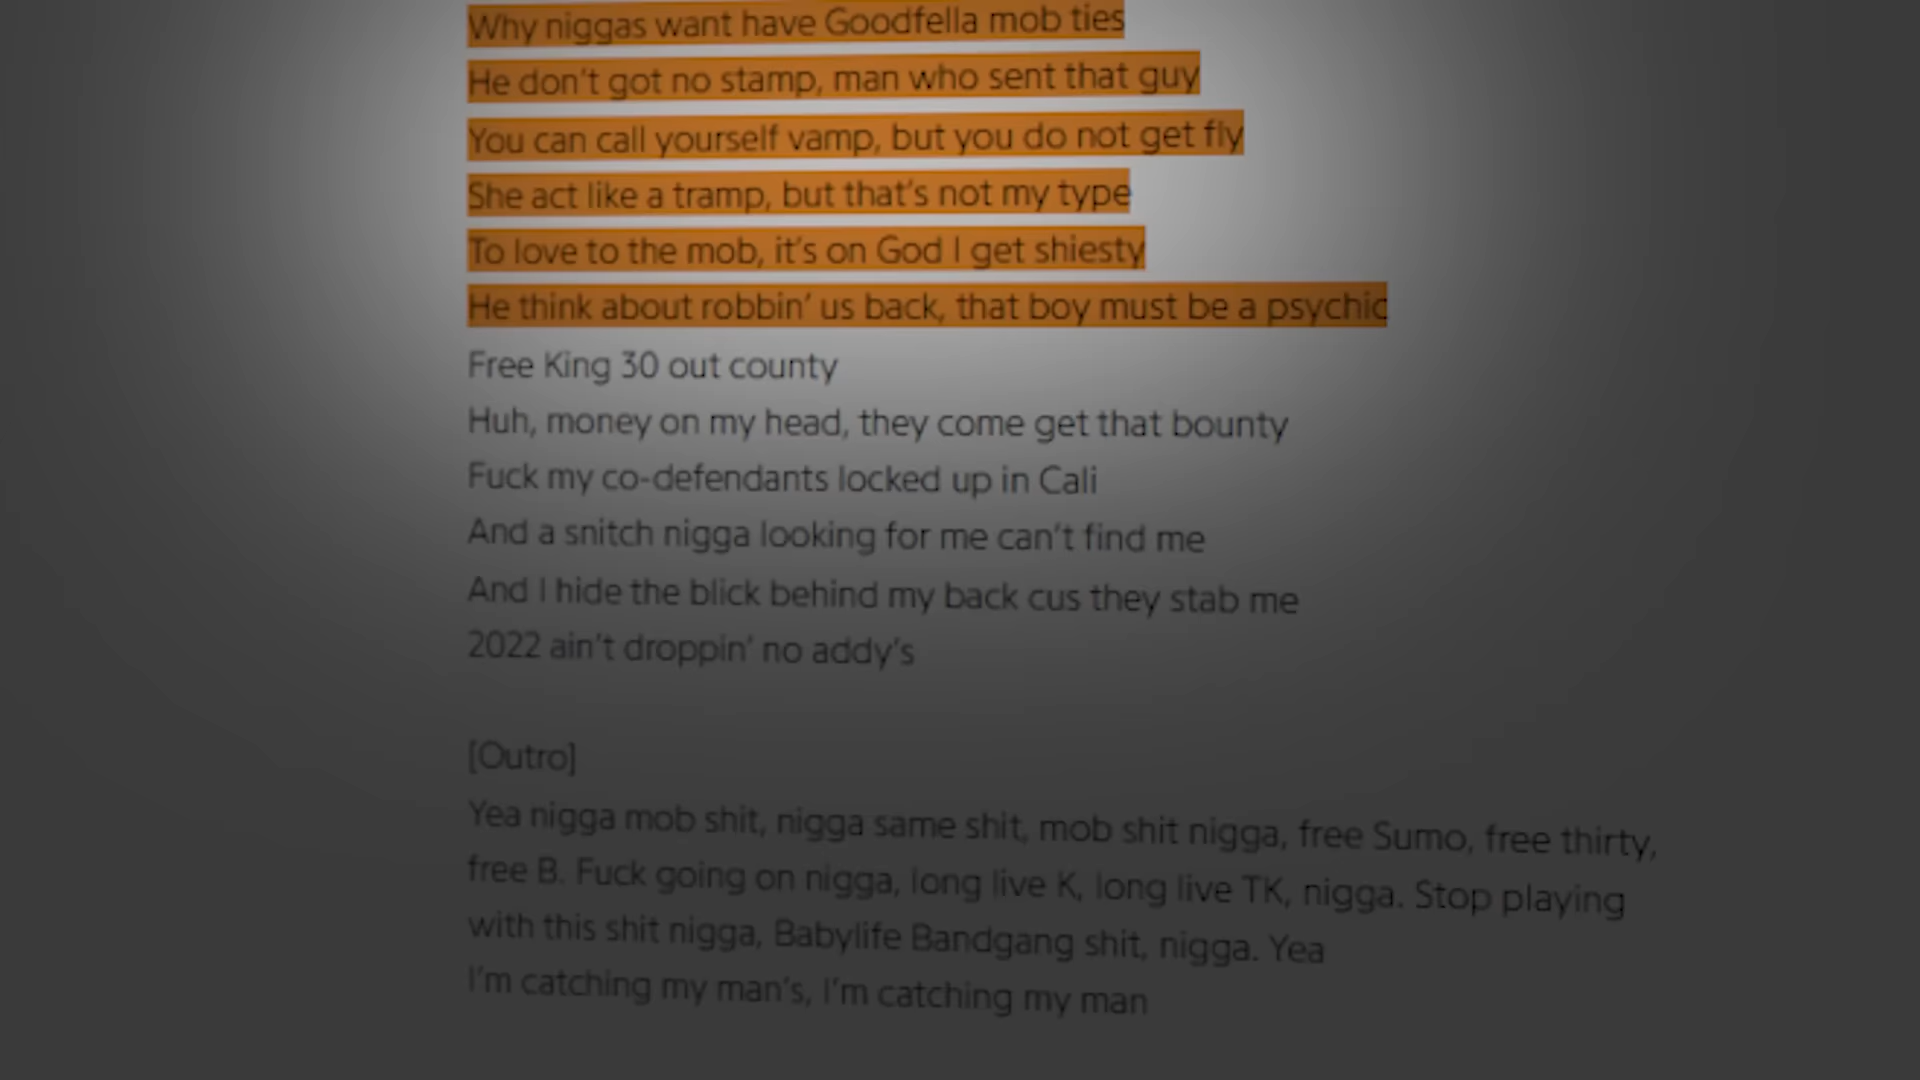 Why niggas want have Goodfella mob ties
He don't got no stamp, man who sent that guy
You can call yourself vamp, but you do not get fly
She act like a tramp, but that's not my type
To love to the mob, it's on God I get shiesty
He think about robbin' us back, that boy must be a psychic
Free King 30 out county
Huh, money on my head, they come get that bounty
Fuck my co-defendants locked up in Cali
And a snitch nigga looking for me can't find me
And I hide the blick behind my back cus they stab me
2022 ain't droppin' no addy's
[Outro]
Yea nigga mob shit, nigga same shit, mob shit nigga, free Sumo, free thirty,
free B. Fuck going on nigga, long live K, long live TK, nigga. Stop playing
with this shit nigga, Babylife Bandgang shit, nigga. Yea
I'm catching my man's, I'm catching my man